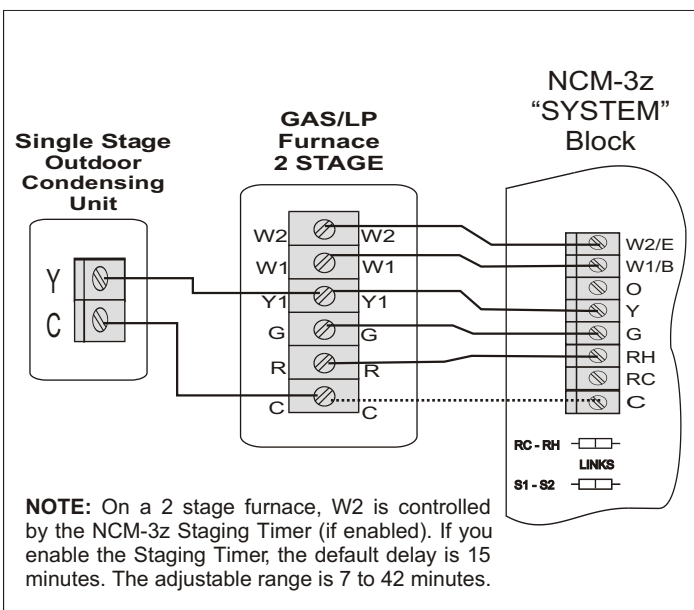 NCM-3z
“SYSTEM”
Block
GAS/LP
Furnace
2 STAGE
Single Stage
Outdoor
Condensing
Unit
W2
W2
W1
W1
Y1
Y1
G
G
R
R
C
C
Y
C
W2/E
W1/B
O
Y
G
RH
RC
C
RC - RH
LINKS
S1 - S2
NOTE: On a 2 stage furnace, W2 is controlled
by the NCM-3z Staging Timer (if enabled). If you
enable the Staging Timer, the default delay is 15
minutes. The adjustable range is 7 to 42 minutes.